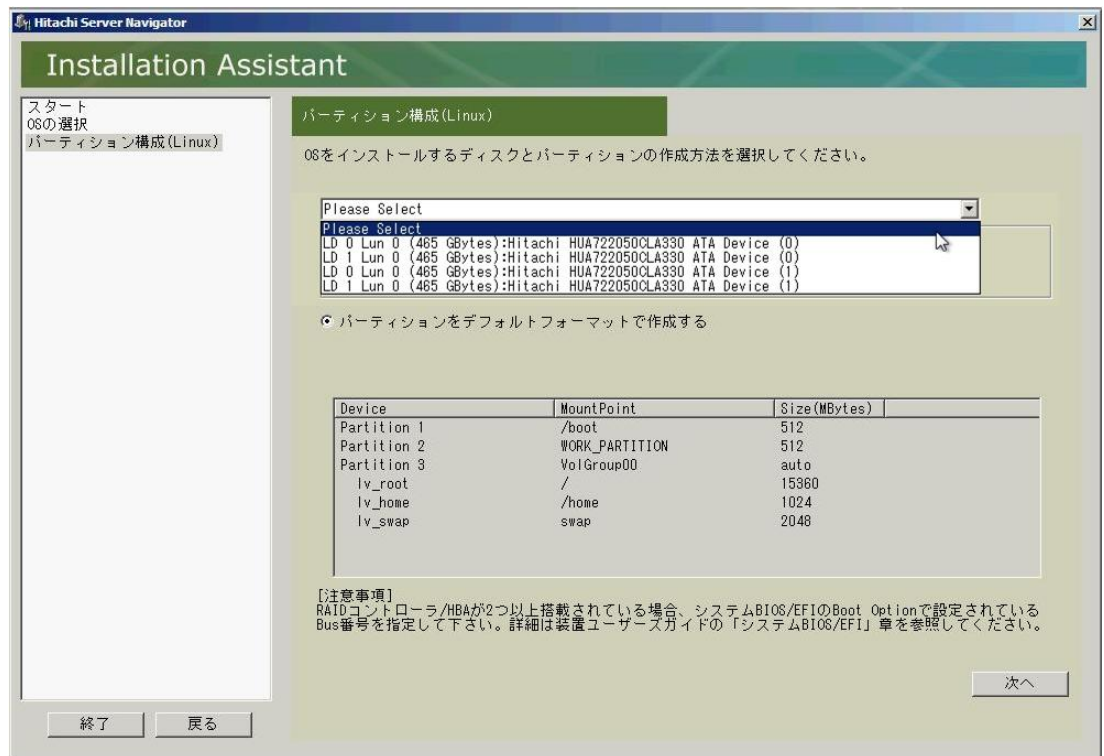 Hitachi Server Navigator
Installation Assistant
スタート
OSの選択
パーティション構成(Linux)
パーティション構成(Linux)
OSをインストールするディスクとパーティションの作成方法を選択してください。
Please Select
Please Select
LD 0 Lun 0 (465 GBytes):Hitachi HUA722050CLA330 ATA Device (0)
LD 1 Lun 0 (465 GBytes):Hitachi HUA722050CLA330 ATA Device (0)
LD 0 Lun 0 (465 GBytes):Hitachi HUA722050CLA330 ATA Device (1)
LD 1 Lun 0 (465 GBytes):Hitachi HUA722050CLA330 ATA Device (1)
パーティションをデフォルトフォーマットで作成する
Device MountPoint Size(MBytes)
Partition 1 /boot 512
Partition 2 WORK_PARTITION 512
Partition 3 VolGroup00 auto
lv_root / 15360
lv_home /home 1024
lv_swap swap 2048
[注意事項]
RAIDコントローラ/HBAが2つ以上搭載されている場合、システムBIOS/EFIのBoot Optionで設定されている
Bus番号を指定して下さい。詳細は装置ユーザーズガイドの「システムBIOS/EFI」章を参照してください。
次へ
終了 戻る